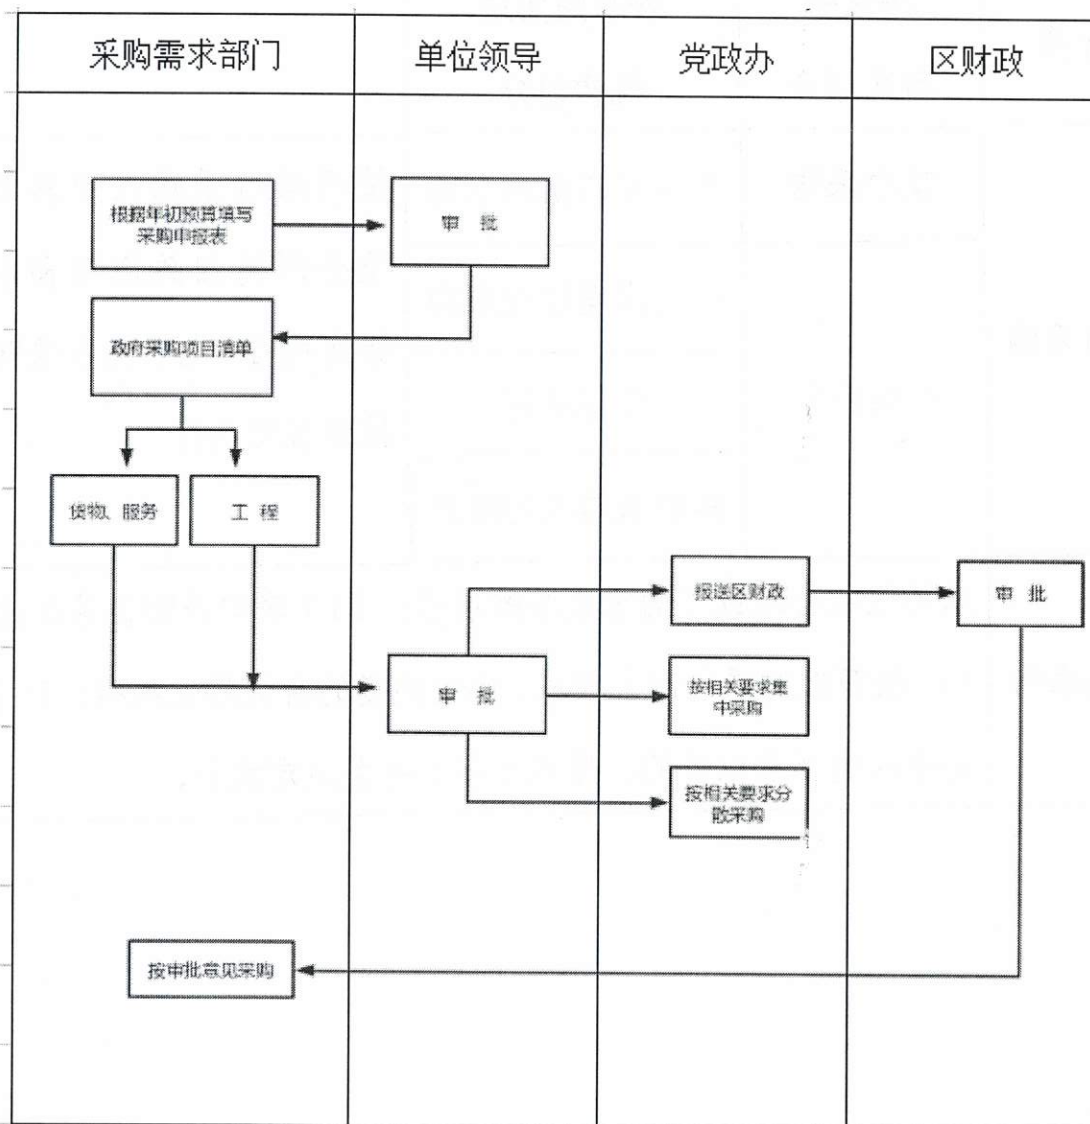 采购需求部门
单位领导
党政办
区财政
根据年初预算填写
采购申报表
审 批
政府采购项目清单
货物、服务
工 程
报送区财政
审 批
审 批
按相关要求集
中采购
按相关要求分
散采购
按审批意见采购